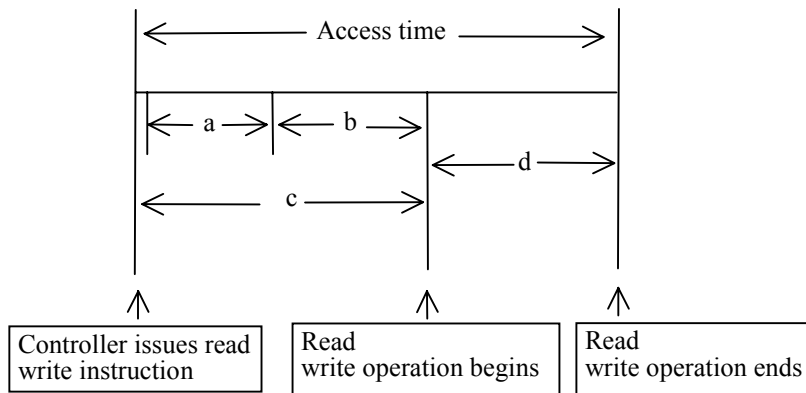 Access time
a
b
d
c
Controller issues read
write instruction
Read
write operation begins
Read
write operation ends